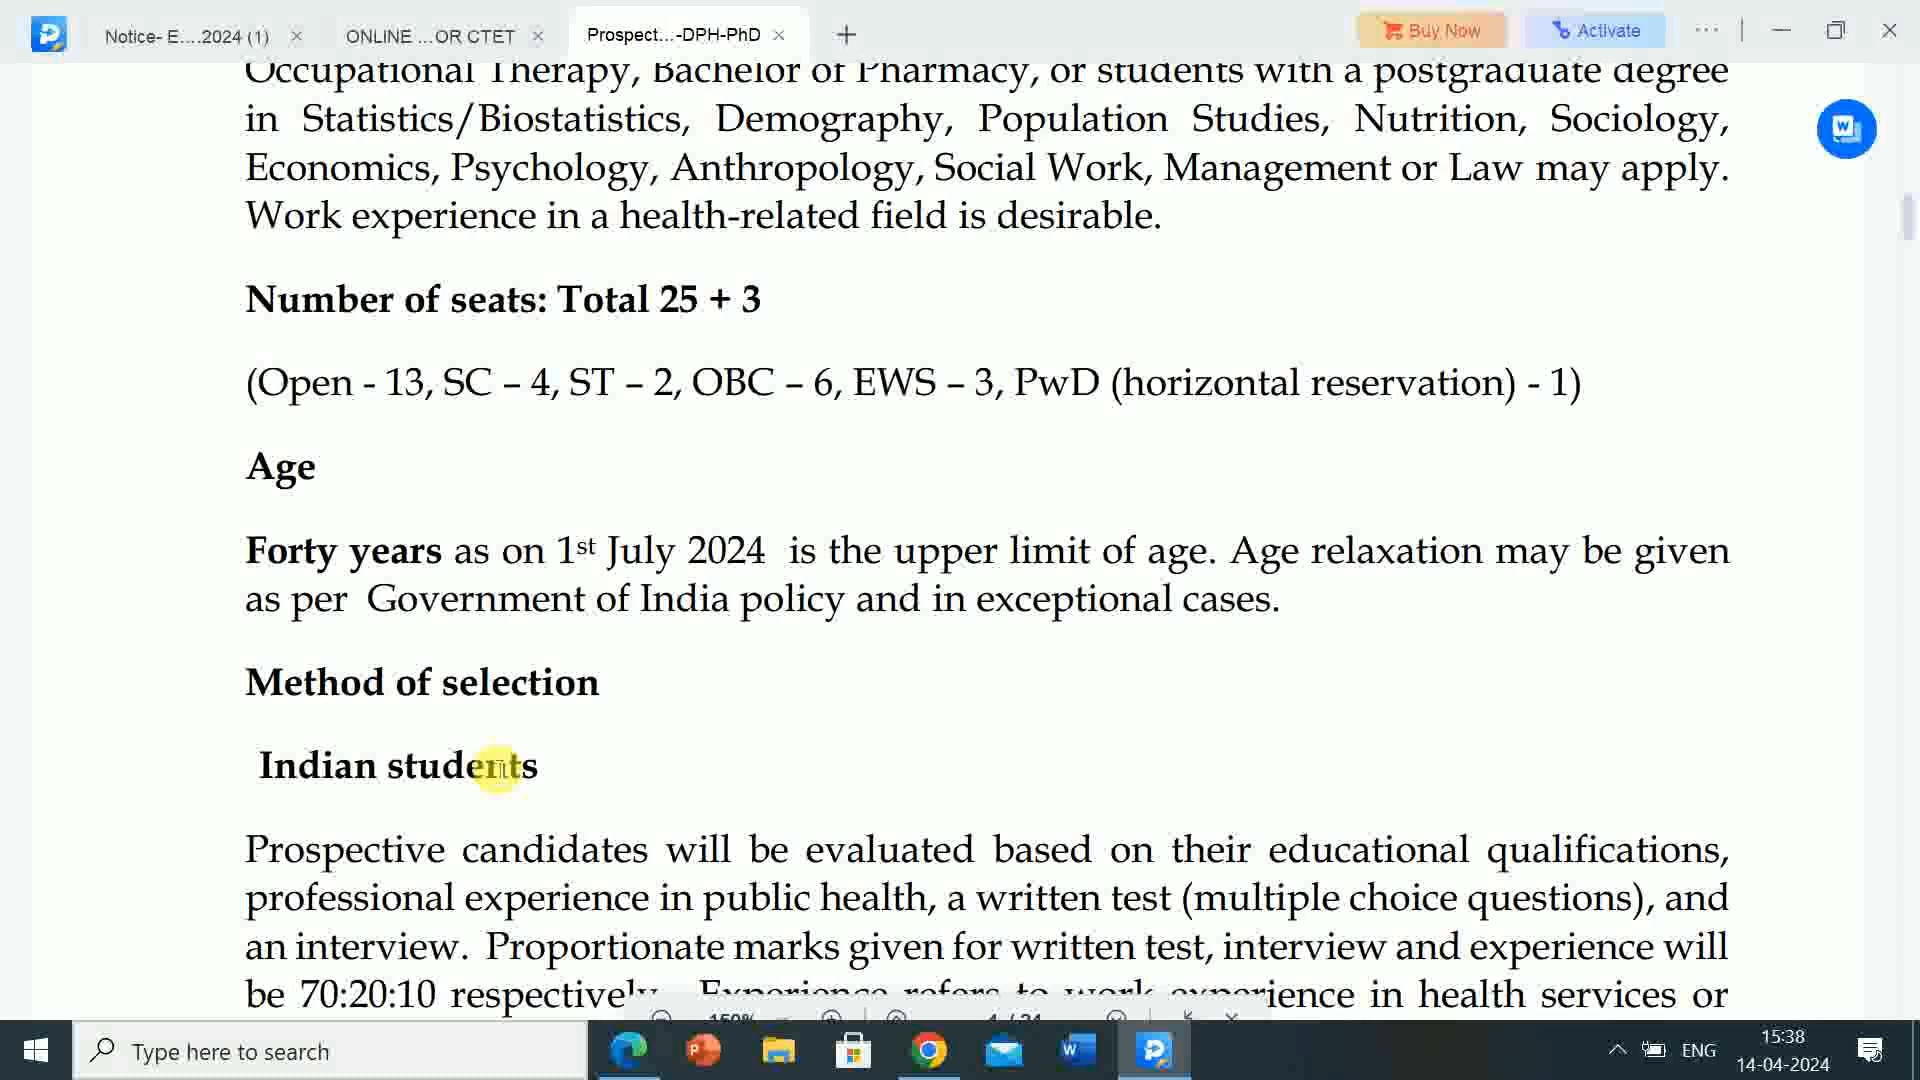 Notice- E....2024 (1)
ONLINE ...OR CTET
Prospect...-DPH-PhD
Buy Now
Activate
Occupational Therapy, Bachelor of Pharmacy, or students with a postgraduate degree
in Statistics/Biostatistics, Demography, Population Studies, Nutrition, Sociology,
Economics, Psychology, Anthropology, Social Work, Management or Law may apply.
Work experience in a health-related field is desirable.
Number of seats: Total 25 + 3
(Open - 13, SC – 4, ST – 2, OBC – 6, EWS – 3, PwD (horizontal reservation) - 1)
Age
Forty years as on 1st July 2024 is the upper limit of age. Age relaxation may be given
as per Government of India policy and in exceptional cases.
Method of selection
Indian students
Prospective candidates will be evaluated based on their educational qualifications,
professional experience in public health, a written test (multiple choice questions), and
an interview. Proportionate marks given for written test, interview and experience will
be 70:20:10 respectively. Experience refers to work experience in health services or
150%
4 / 24
Type here to search
ENG
15:38
14-04-2024